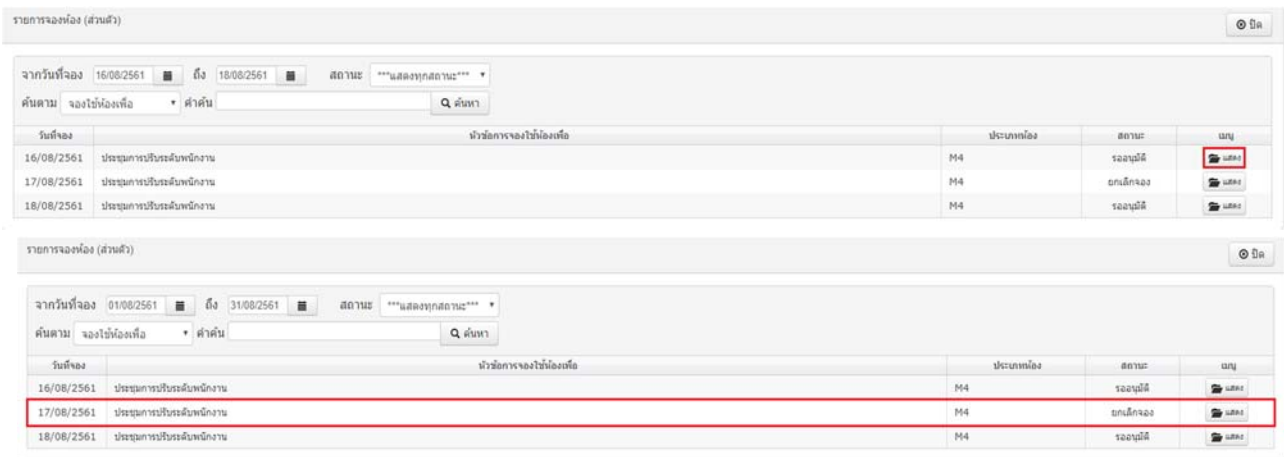 รายการจองห้อง (ส่วนตัว) ปิด
จากวันที่จอง 16/08/2561 ถึง 18/08/2561 สถานะ ***แสดงทุกสถานะ***
ค้นตาม จองใช้ห้องเพื่อ คำค้น ค้นหา
วันที่จอง หัวข้อการจองใช้ห้องเพื่อ ประเภทห้อง สถานะ เมนู
16/08/2561 ประชุมการปรับระดับพนักงาน M4 รออนุมัติ แสดง
17/08/2561 ประชุมการปรับระดับพนักงาน M4 ยกเลิกจอง แสดง
18/08/2561 ประชุมการปรับระดับพนักงาน M4 รออนุมัติ แสดง
รายการจองห้อง (ส่วนตัว) ปิด
จากวันที่จอง 01/08/2561 ถึง 31/08/2561 สถานะ ***แสดงทุกสถานะ***
ค้นตาม จองใช้ห้องเพื่อ คำค้น ค้นหา
วันที่จอง หัวข้อการจองใช้ห้องเพื่อ ประเภทห้อง สถานะ เมนู
16/08/2561 ประชุมการปรับระดับพนักงาน M4 รออนุมัติ แสดง
17/08/2561 ประชุมการปรับระดับพนักงาน M4 ยกเลิกจอง แสดง
18/08/2561 ประชุมการปรับระดับพนักงาน M4 รออนุมัติ แสดง